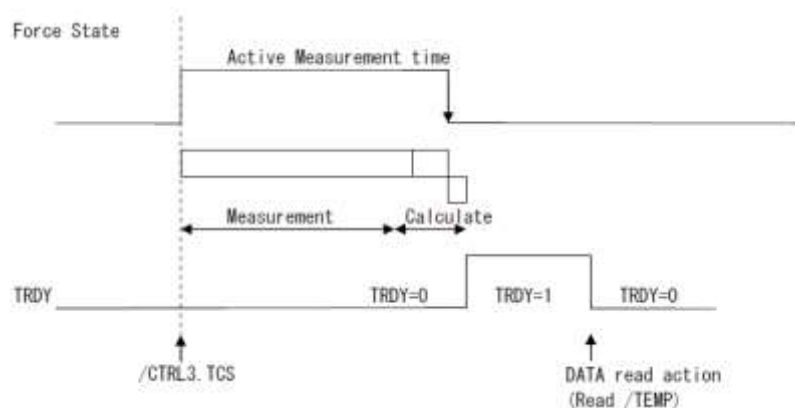 Force State
Active Measurement time
Measurement
Calculate
TRDY
TRDY=0
TRDY=1
TRDY=0
/CTRL3.TCS
DATA read action
(Read /TEMP)